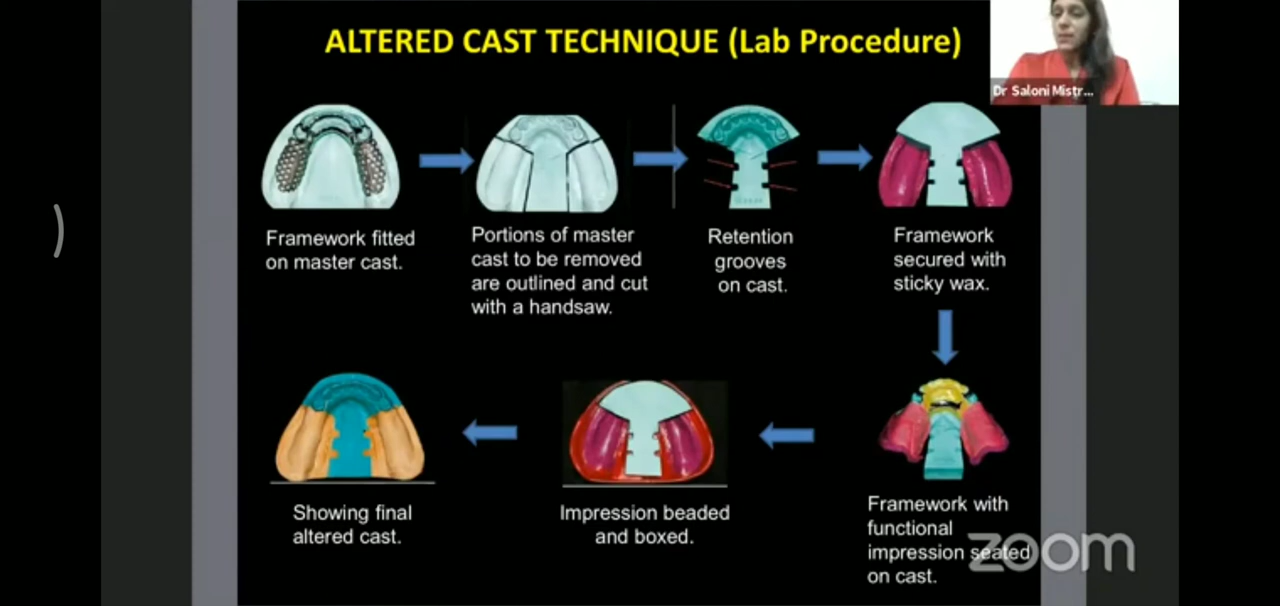 ALTERED CAST TECHNIQUE (Lab Procedure)
Dr Saloni Mistr...
Framework fitted
on master cast.
Portions of master
cast to be removed
are outlined and cut
with a handsaw.
Retention
grooves
on cast.
Framework
secured with
sticky wax.
Framework with
functional
impression seated
on cast.
Impression beaded
and boxed.
Showing final
altered cast.
zoom